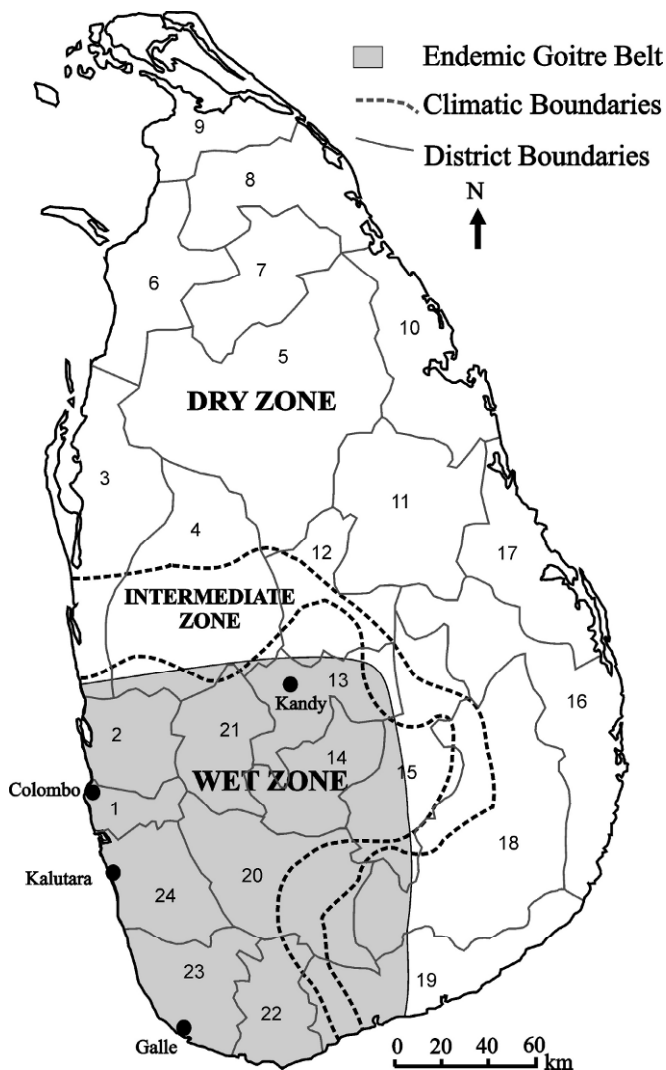 Endemic Goitre Belt
Climatic Boundaries
District Boundaries
N
9
8
7
6
10
5
DRY ZONE
3
11
4
12
17
INTERMEDIATE
ZONE
13
16
Kandy
2
21
14
WET ZONE
15
Colombo
1
18
Kalutara
20
24
19
23
22
Galle
0 20 40 60
km